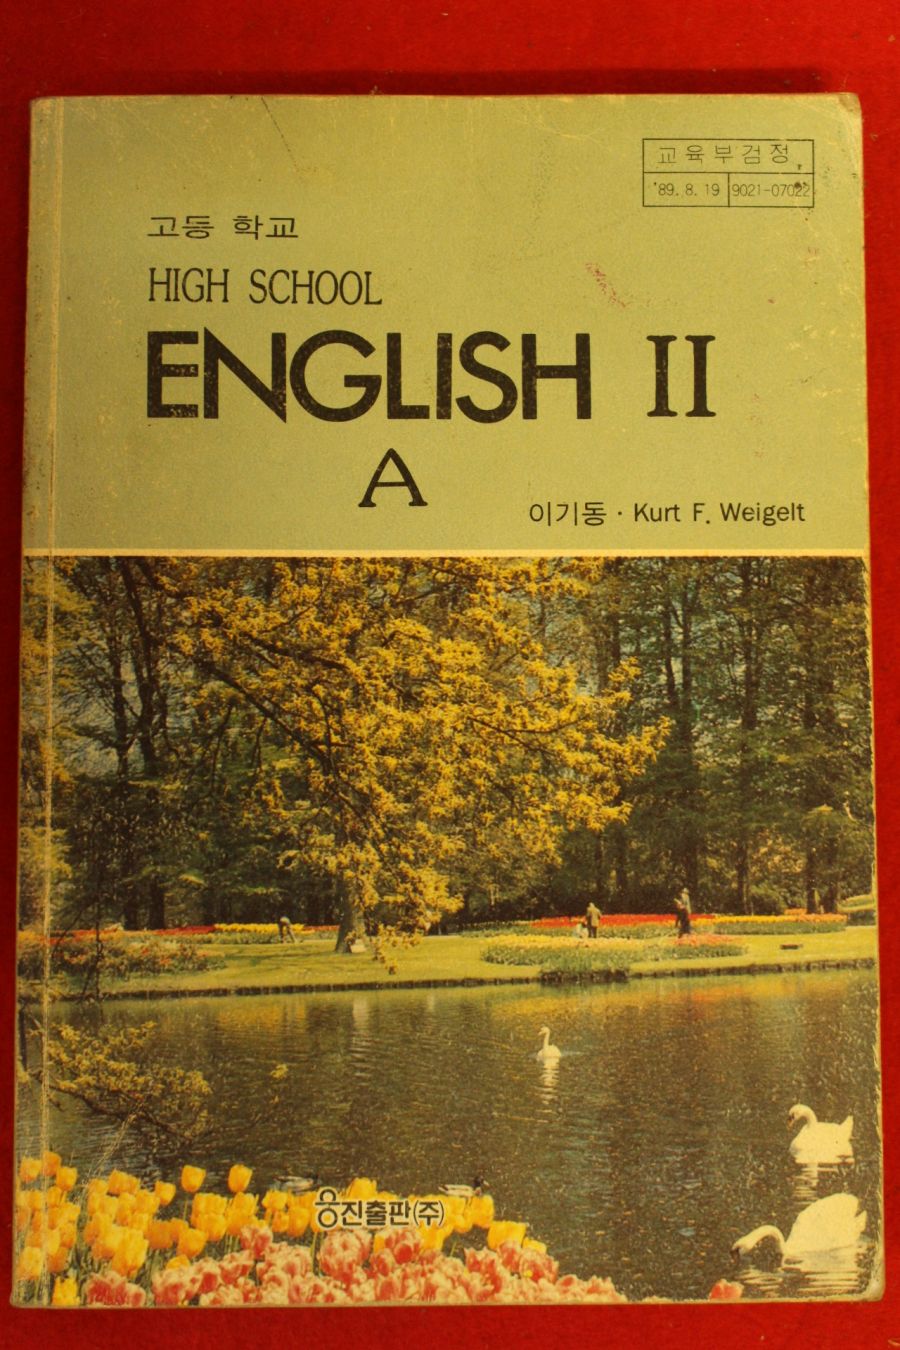 교육부검정
'89. 8. 19 9021-07022
고등 학교
HIGH SCHOOL
ENGLISH II
A
이기동 · Kurt F. Weigelt
웅진출판(주)